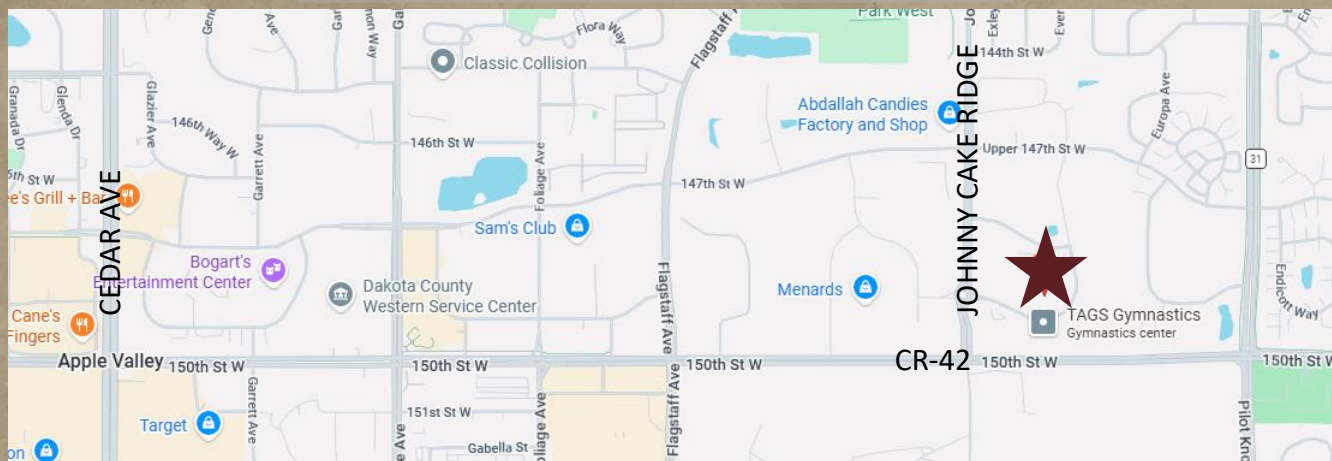 Park West
Flora Way
Flagstaff
Classic Collision
144th St W
Exley
Glenda Dr
Granada Dr
Glazier Ave
146th Way W
Garrett Ave
146th St W
Foliage Ave
Abdallah Candies
Factory and Shop
JOHNNY CAKE RIDGE
Europa Ave
Upper 147th St W
31
147th St W
CEDAR AVE
Sam's Club
Bogart's
Entertainment Center
Dakota County
Western Service Center
Flagstaff Ave
Menards
Endicott Way
TAGS Gymnastics
Gymnastics center
Cane's
Fingers
Apple Valley
150th St W
150th St W
150th St W
CR-42
150th St W
150th St W
Garrett Ave
151st St W
Flagstaff Ave
Target
Gabella St
Pilot Kno